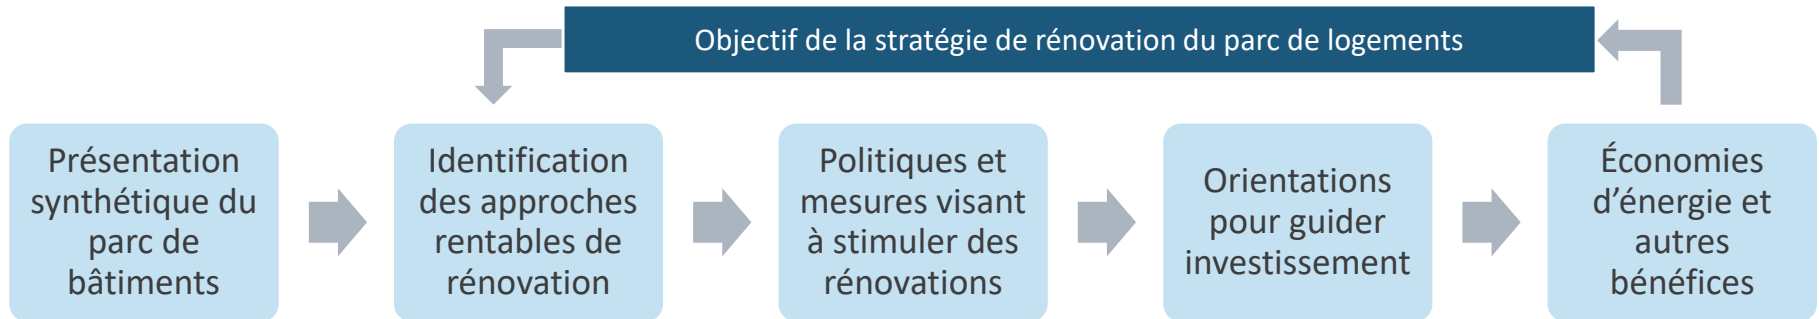 Objectif de la stratégie de rénovation du parc de logements
Présentation
synthétique du
parc de
bâtiments
Identification
des approches
rentables de
rénovation
Politiques et
mesures visant
à stimuler des
rénovations
Orientations
pour guider
investissement
Économies
d’énergie et
autres
bénéfices